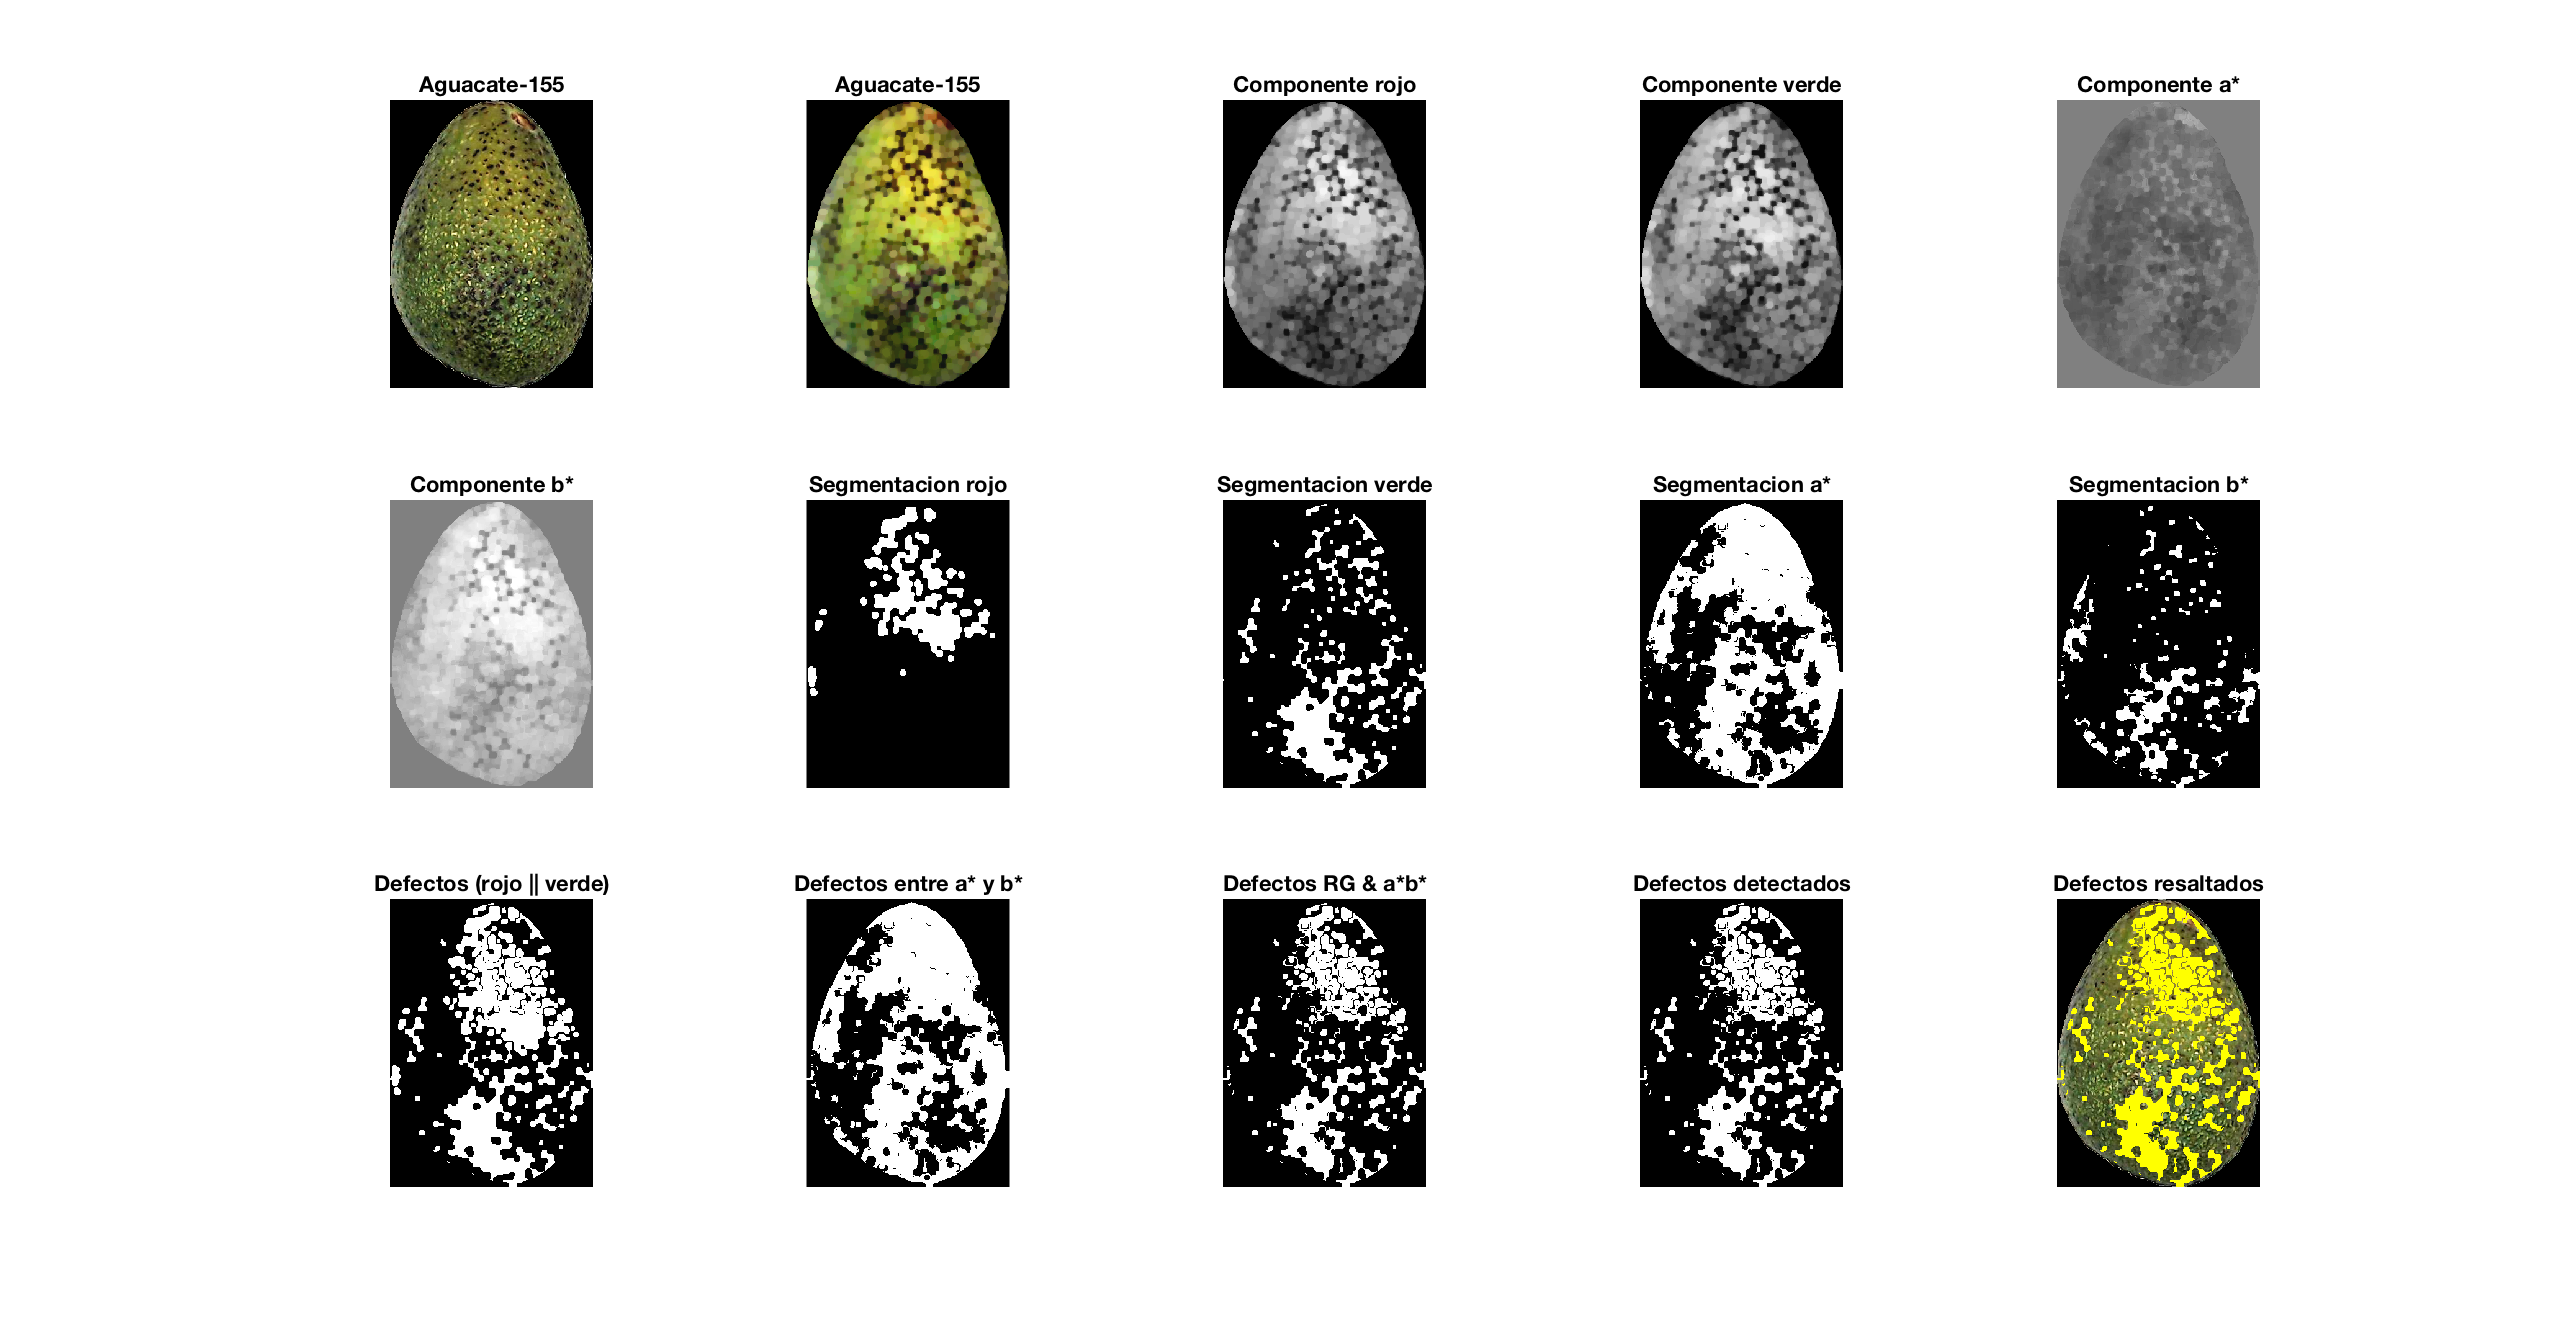 Aguacate-155
Aguacate-155
Componente rojo
Componente verde
Componente a*
Componente b*
Segmentacion rojo
Segmentacion verde
Segmentacion a*
Segmentacion b*
Defectos (rojo || verde)
Defectos entre a* y b*
Defectos RG & a*b*
Defectos detectados
Defectos resaltados